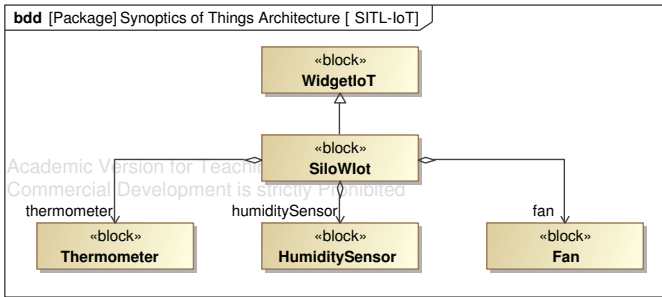 bdd [Package] Synoptics of Things Architecture [ SITL-IoT]
«block»
WidgetIoT
«block»
SiloWIot
Academic Version for Teachi
Commercial Development is strictly Prohibited
thermometer
humiditySensor
fan
«block»
Thermometer
«block»
HumiditySensor
«block»
Fan